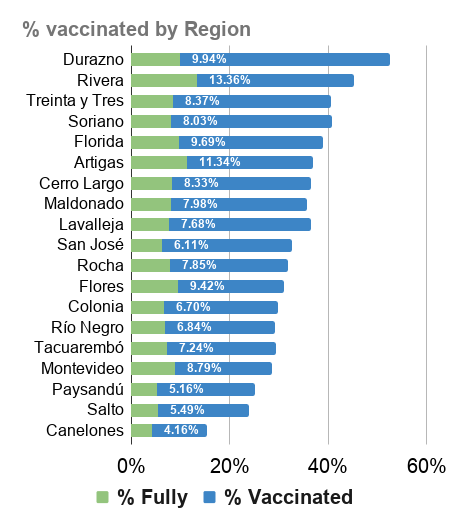 % vaccinated by Region
Durazno 9.94%
Rivera 13.36%
Treinta y Tres 8.37%
Soriano 8.03%
Florida 9.69%
Artigas 11.34%
Cerro Largo 8.33%
Maldonado 7.98%
Lavalleja 7.68%
San José 6.11%
Rocha 7.85%
Flores 9.42%
Colonia 6.70%
Río Negro 6.84%
Tacuarembó 7.24%
Montevideo 8.79%
Paysandú 5.16%
Salto 5.49%
Canelones 4.16%
0% 20% 40% 60%
% Fully % Vaccinated